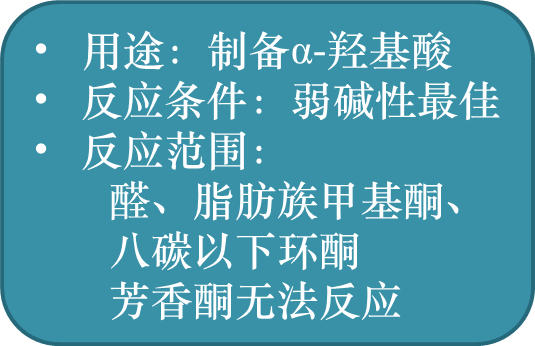 • 用途：制备α-羟基酸
• 反应条件：弱碱性最佳
• 反应范围：
醛、脂肪族甲基酮、
八碳以下环酮
芳香酮无法反应